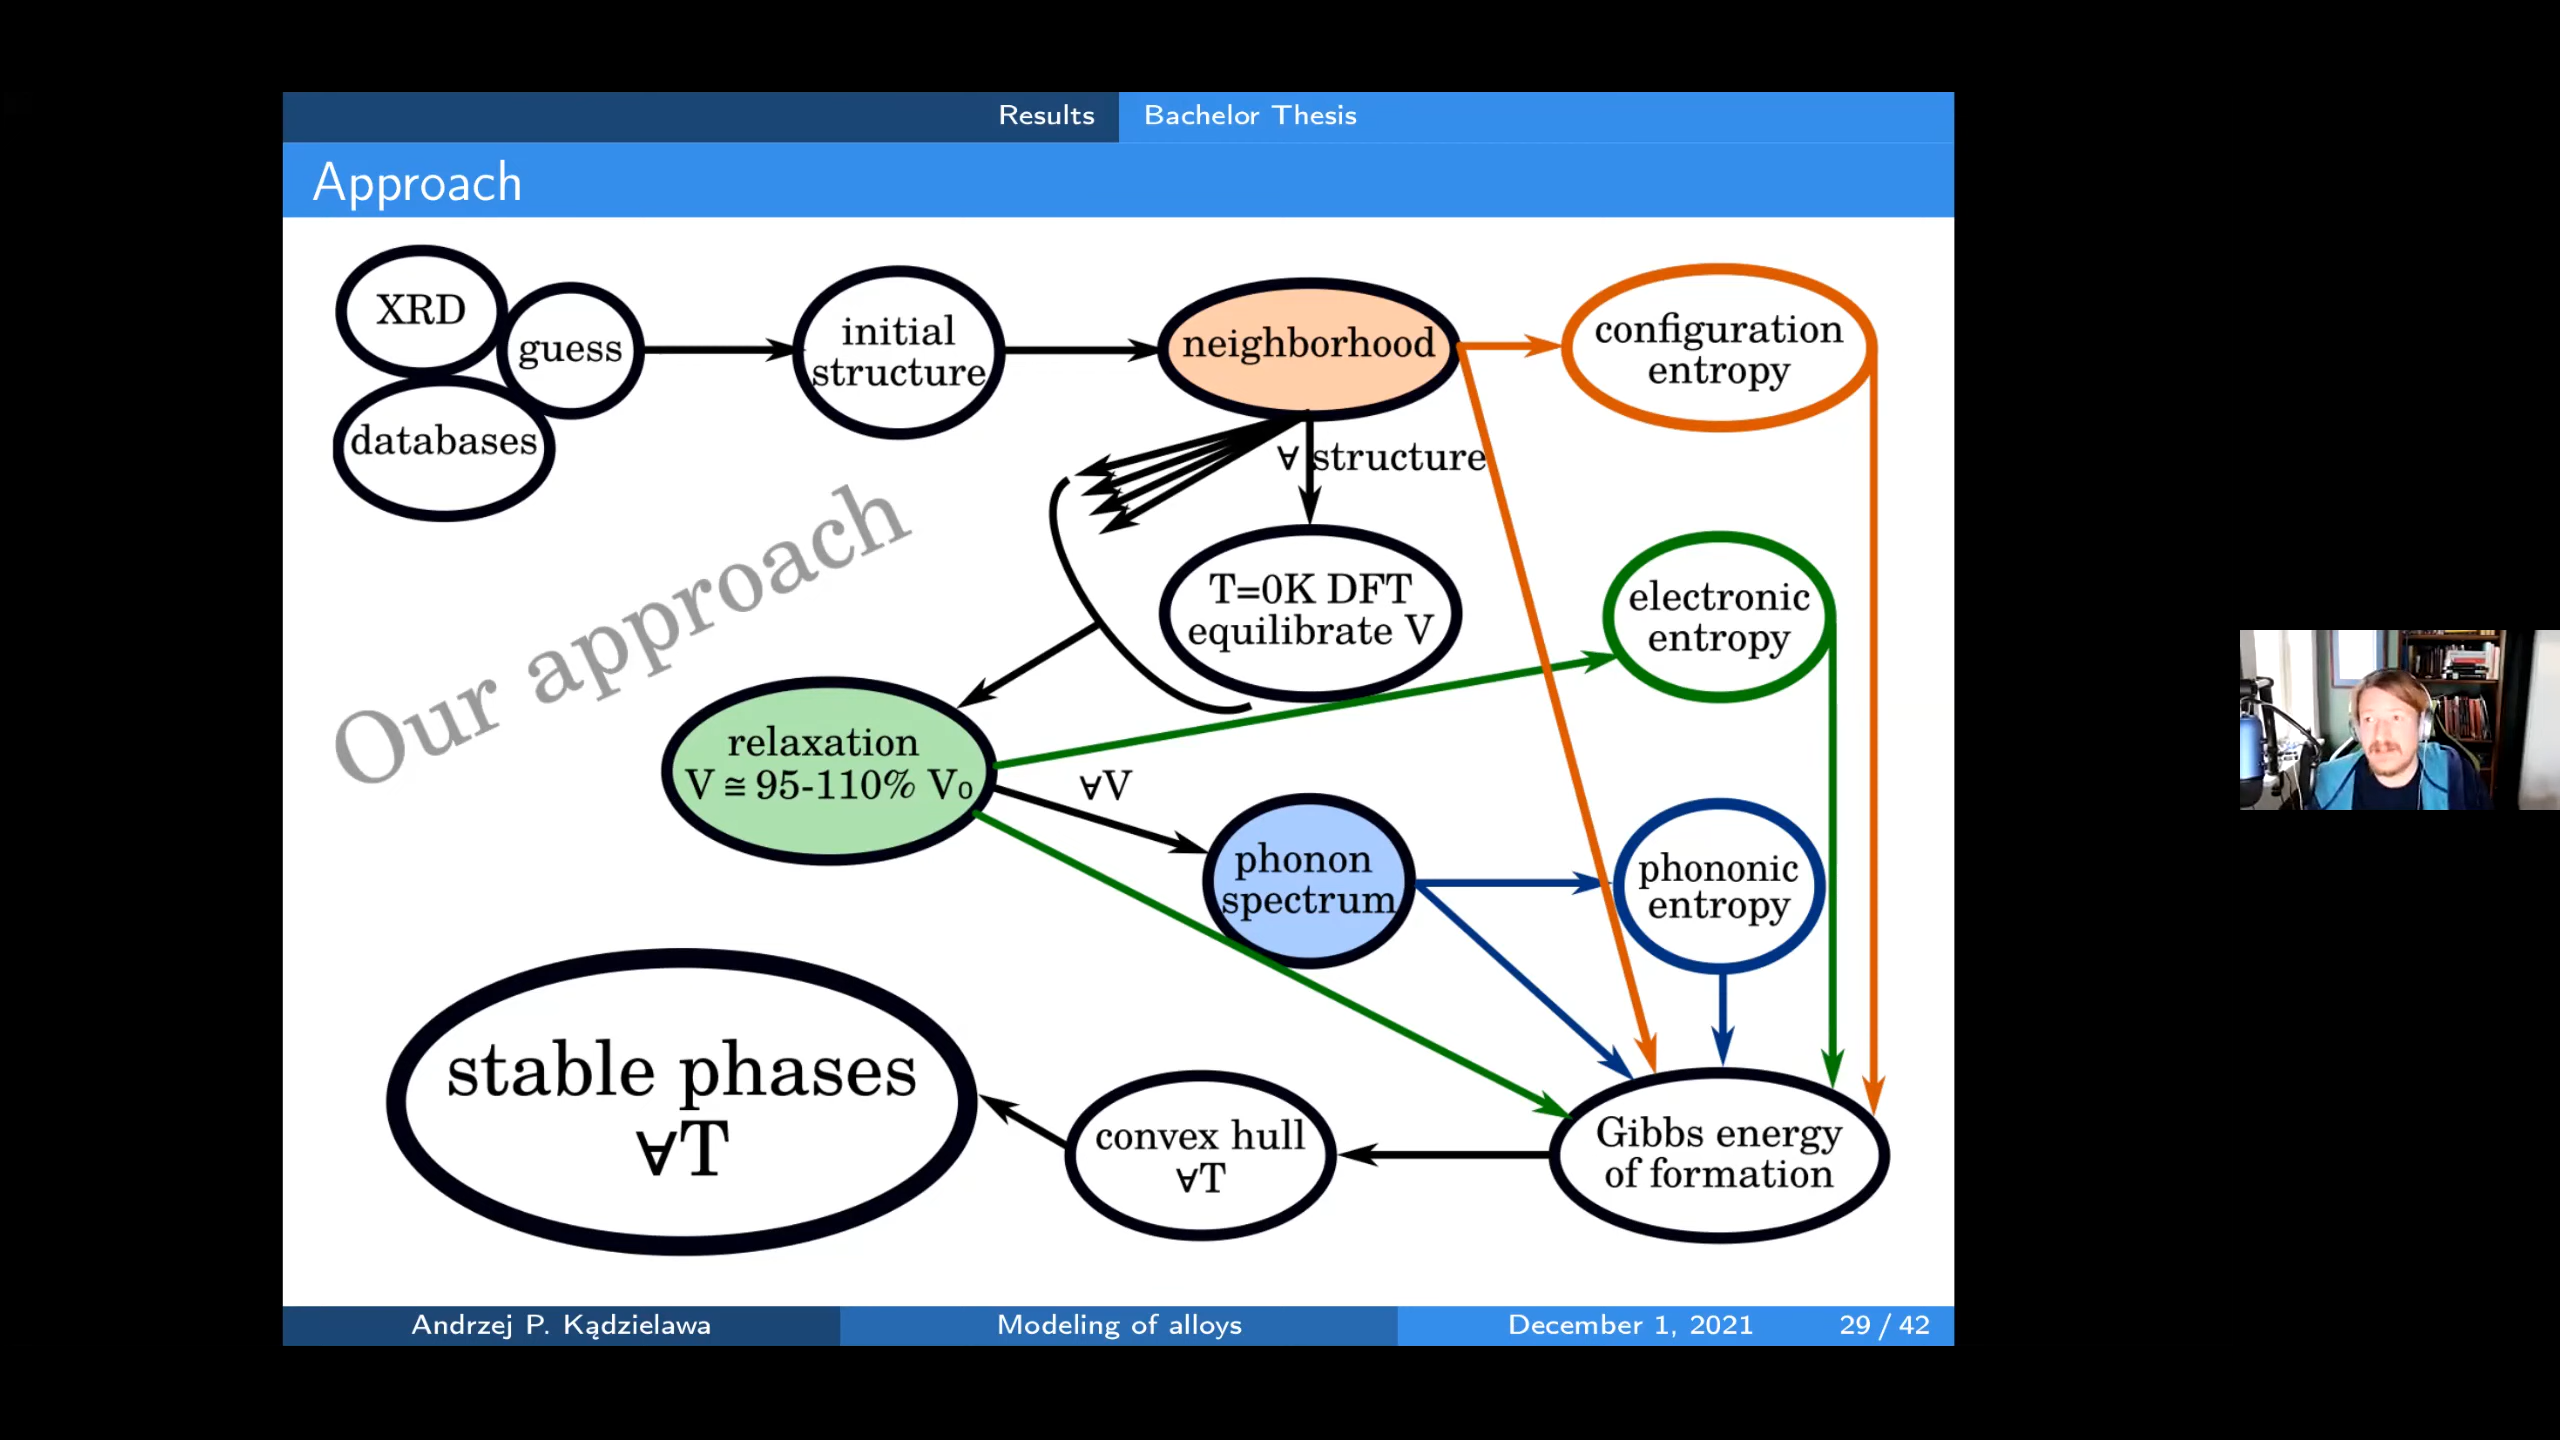 Results
Bachelor Thesis
Approach
XRD
guess
databases
initial
structure
neighborhood
configuration
entropy
∀ structure
T=0K DFT
equilibrate V
electronic
entropy
Our approach
relaxation
V ≅ 95-110% V₀
∀V
phonon
spectrum
phononic
entropy
Gibbs energy
of formation
convex hull
∀T
stable phases
∀T
Andrzej P. Kądzielawa
Modeling of alloys
December 1, 2021
29 / 42